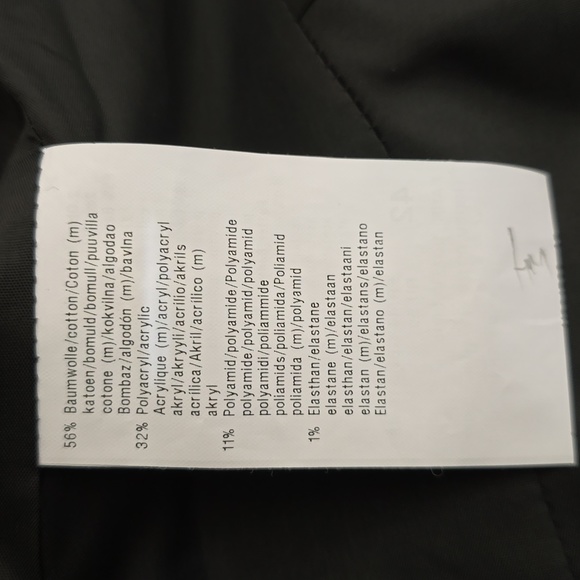 56% Baumwolle/cotton/Coton (m)
katoen/bomuld/bomull/puuvilla
cotone (m)/kokvilna/algodao
Bombaz/algodón (m)/bavlna
32% Polyacryl/acrylic
Acrylique (m)/acryl/polyacryl
akryl/akryyli/acrilio/akrils
acrilica/Akril/acrilico (m)
akryl
11% Polyamid/polyamide/Polyamide
polyamide/polyamid/polyamid
polyamidi/poliammide
poliamids/poliamida/Poliamid
poliamida (m)/polyamid
1% Elasthan/elastane
elastane (m)/elastaan
elasthan/elastan/elastaani
elastan (m)/elastans/elastano
Elastan/elastano (m)/elastan